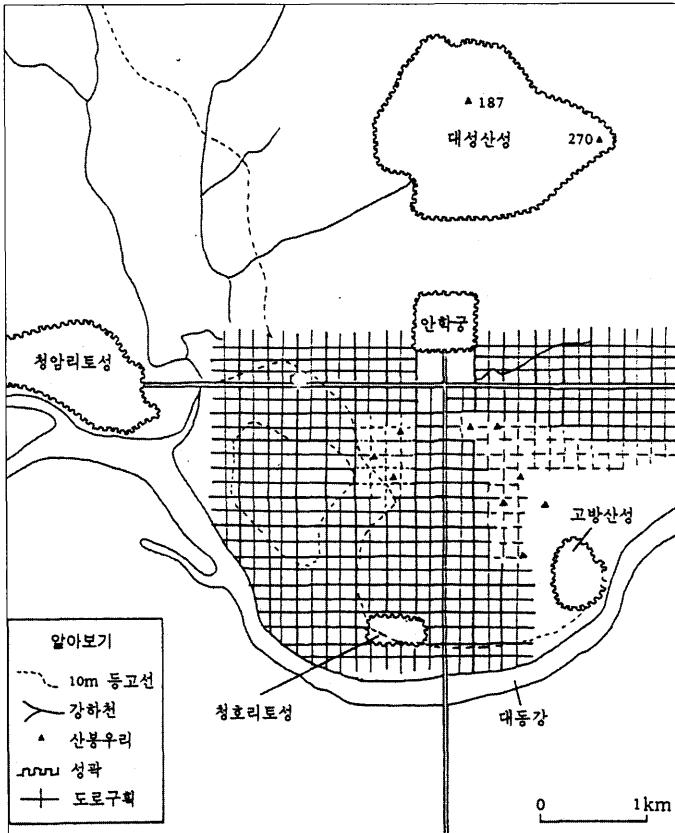 187
대성산성
270
안학궁
청암리토성
고방산성
알아보기
10m 등고선
강하천
산봉우리
성곽
도로구획
청호리토성
대동강
0 1km